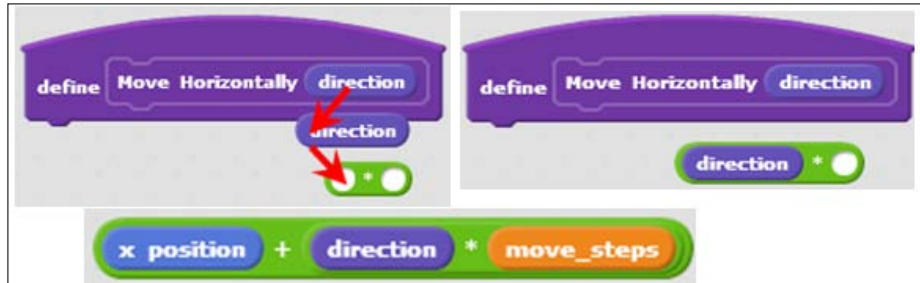 define Move Horizontally direction
direction
*
define Move Horizontally direction
direction *
x position + direction * move_steps